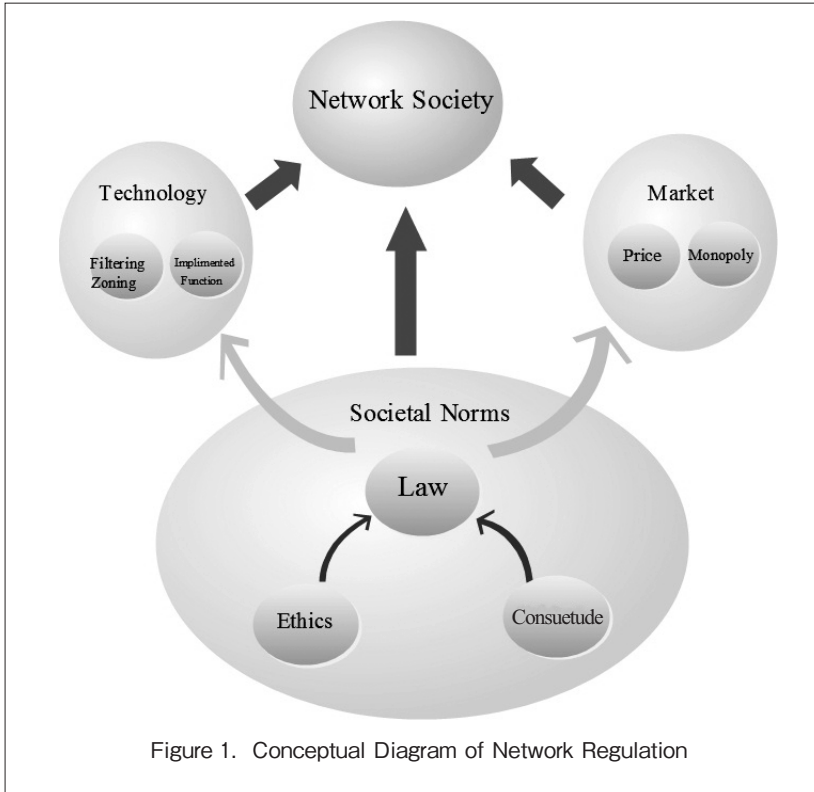 Network Society
Technology
Filtering
Zoning
Implimented
Function
Market
Price
Monopoly
Societal Norms
Law
Ethics
Consuetude
Figure 1. Conceptual Diagram of Network Regulation